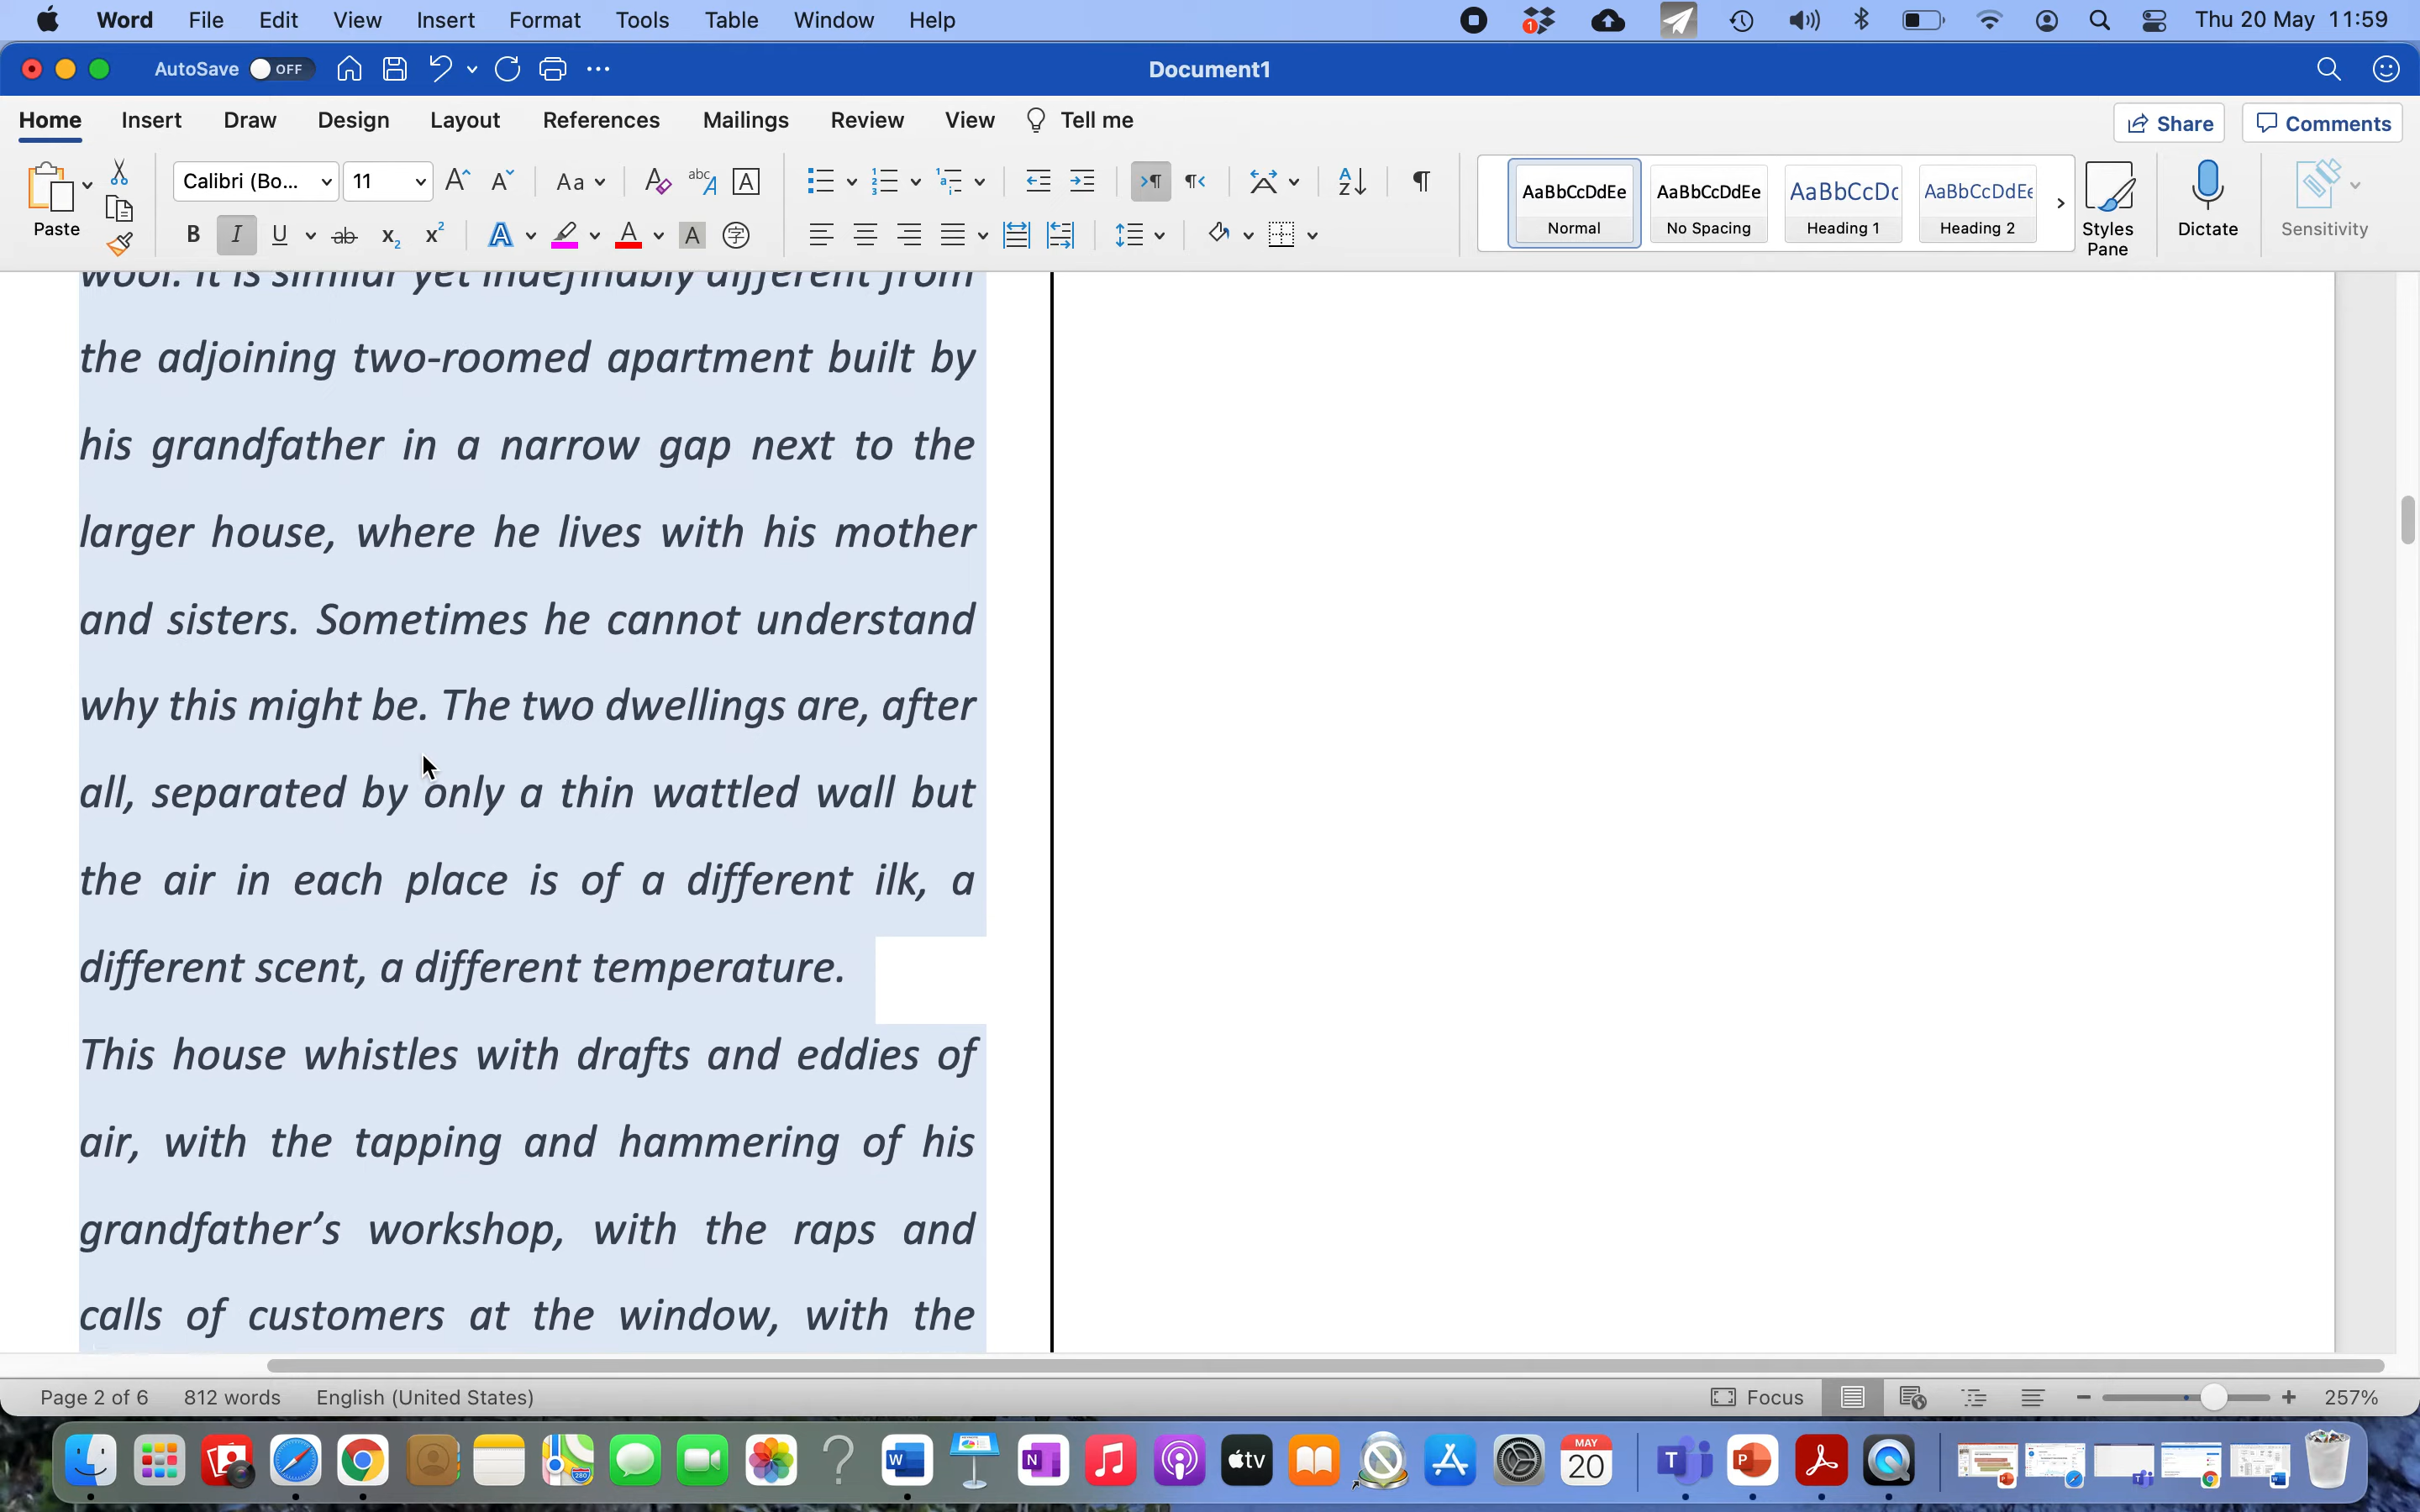 Word File Edit View Insert Format Tools Table Window Help Thu 20 May 11:59
AutoSave OFF Document1
Home Insert Draw Design Layout References Mailings Review View Tell me Share Comments
Calibri (Bo... 11 Aa AaBbCcDdEe AaBbCcDdEe AaBbCcDc AaBbCcDdEe
Paste Normal No Spacing Heading 1 Heading 2 Styles Pane Dictate Sensitivity
wool. It is similar yet indefinably different from
the adjoining two-roomed apartment built by
his grandfather in a narrow gap next to the
larger house, where he lives with his mother
and sisters. Sometimes he cannot understand
why this might be. The two dwellings are, after
all, separated by only a thin wattled wall but
the air in each place is of a different ilk, a
different scent, a different temperature.
This house whistles with drafts and eddies of
air, with the tapping and hammering of his
grandfather's workshop, with the raps and
calls of customers at the window, with the
Page 2 of 6 812 words English (United States) Focus 257%
tv MAY 20